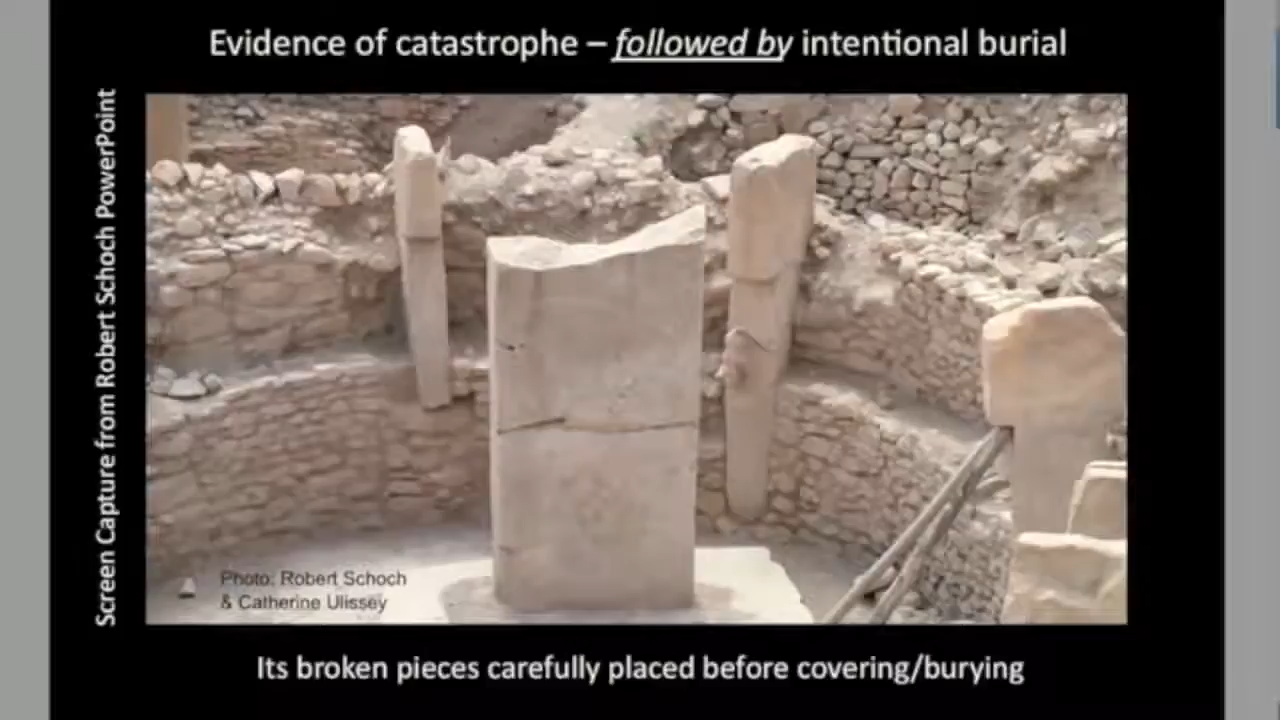 Evidence of catastrophe – followed by intentional burial
Screen Capture from Robert Schoch PowerPoint
Photo: Robert Schoch
& Catherine Ulissey
Its broken pieces carefully placed before covering/burying